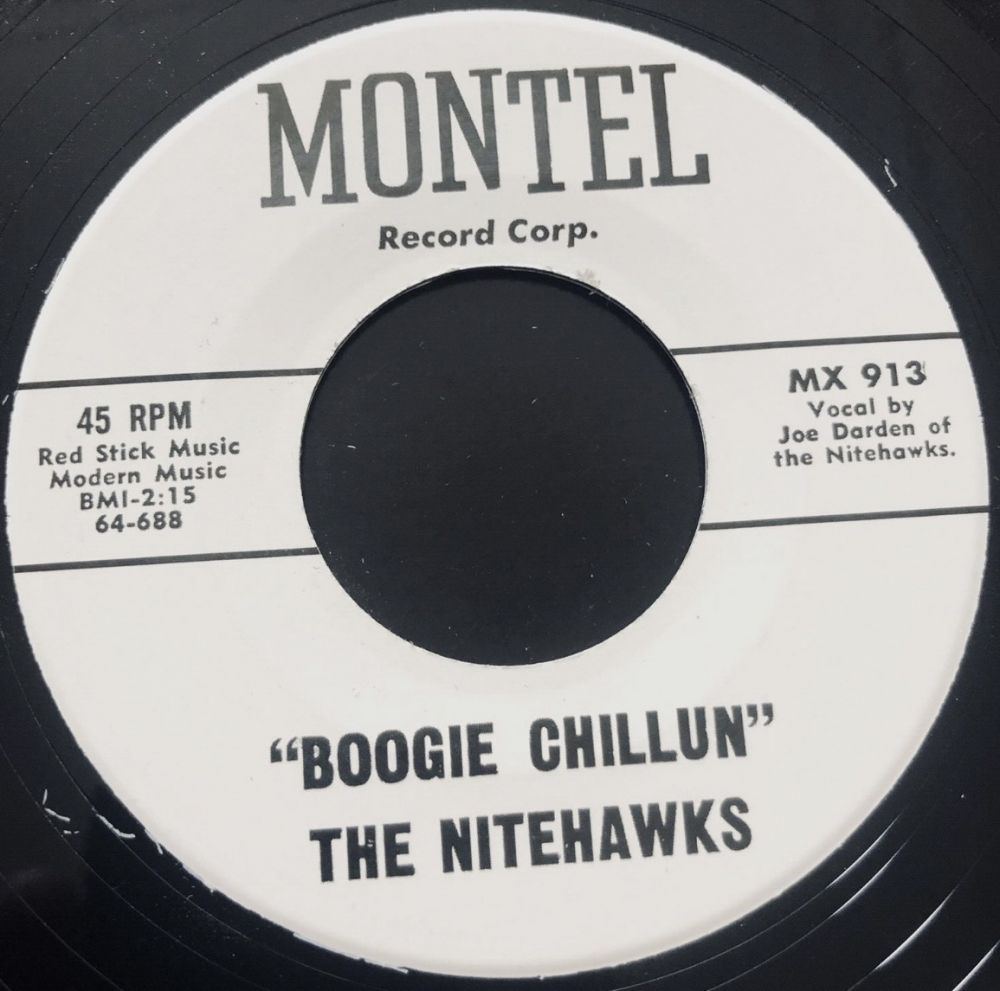 MONTEL
Record Corp.
45 RPM
Red Stick Music
Modern Music
BMI-2:15
64-688
MX 913
Vocal by
Joe Darden of
the Nitehawks.
“BOOGIE CHILLUN”
THE NITEHAWKS